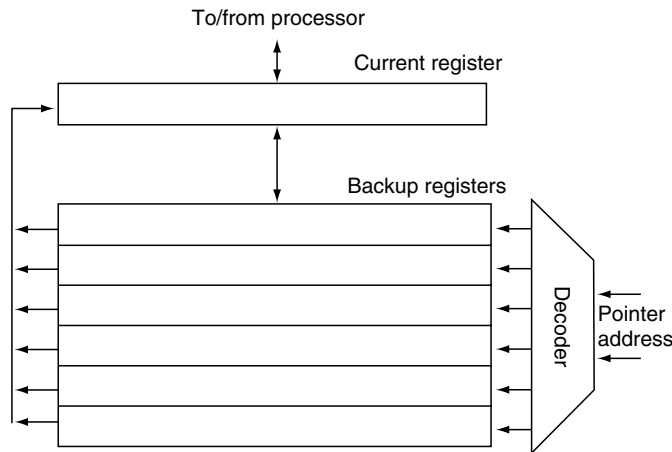 To/from processor
Current register
Backup registers
Decoder
Pointer
address